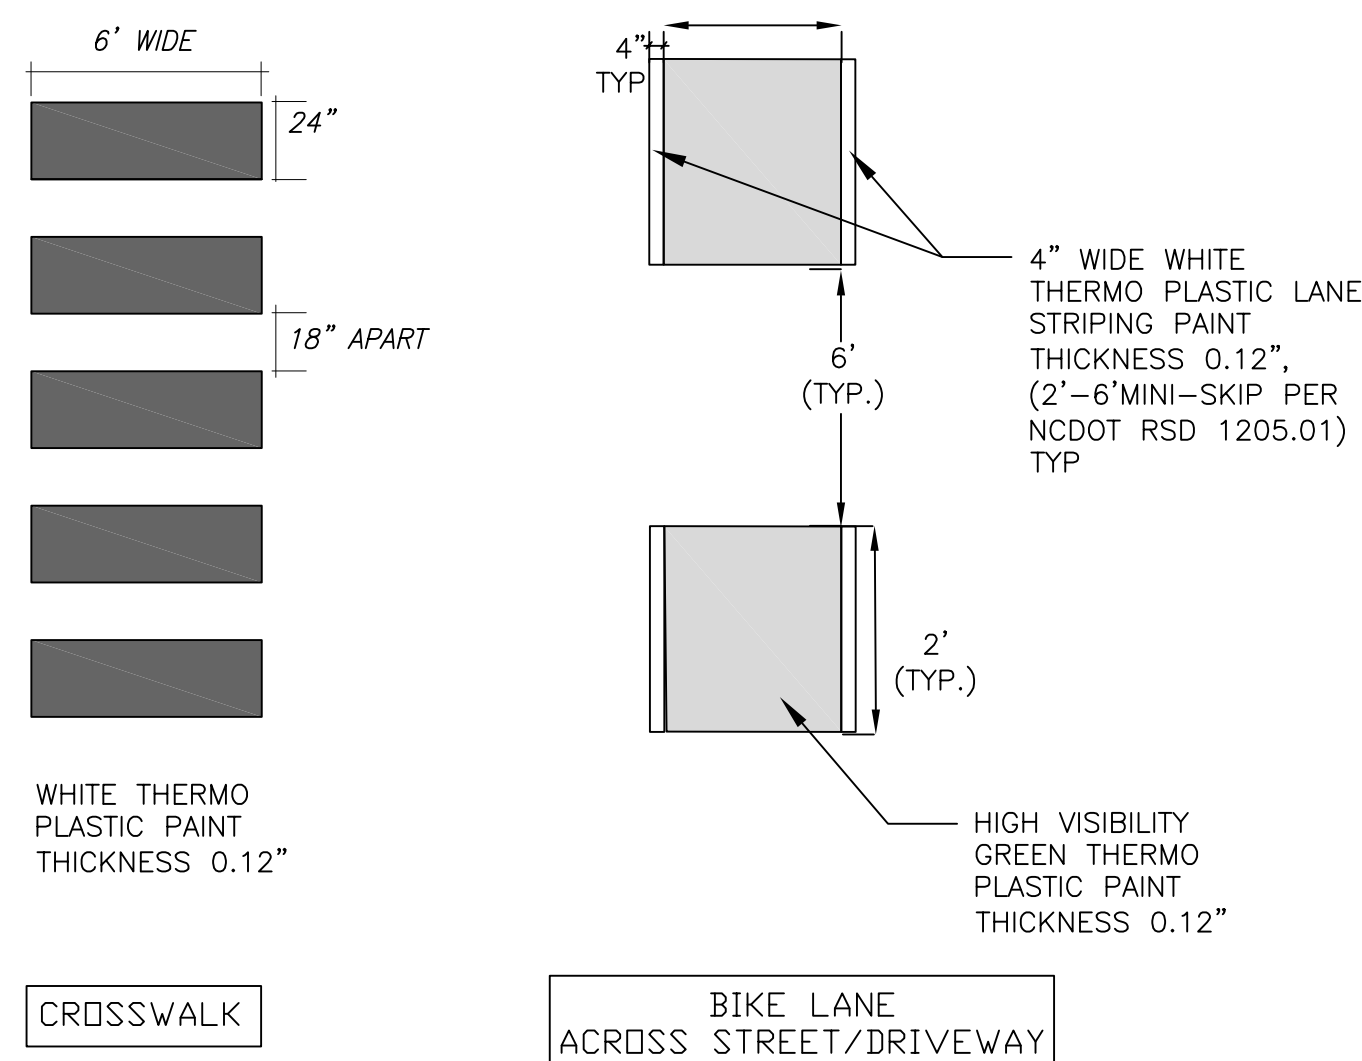 6' WIDE
24"
18" APART
WHITE THERMO
PLASTIC PAINT
THICKNESS 0.12"
CROSSWALK
4"
TYP
4" WIDE WHITE
THERMO PLASTIC LANE
STRIPING PAINT
THICKNESS 0.12",
(2'-6'MINI-SKIP PER
NCDOT RSD 1205.01)
TYP
6'
(TYP.)
2'
(TYP.)
HIGH VISIBILITY
GREEN THERMO
PLASTIC PAINT
THICKNESS 0.12"
BIKE LANE
ACROSS STREET/DRIVEWAY